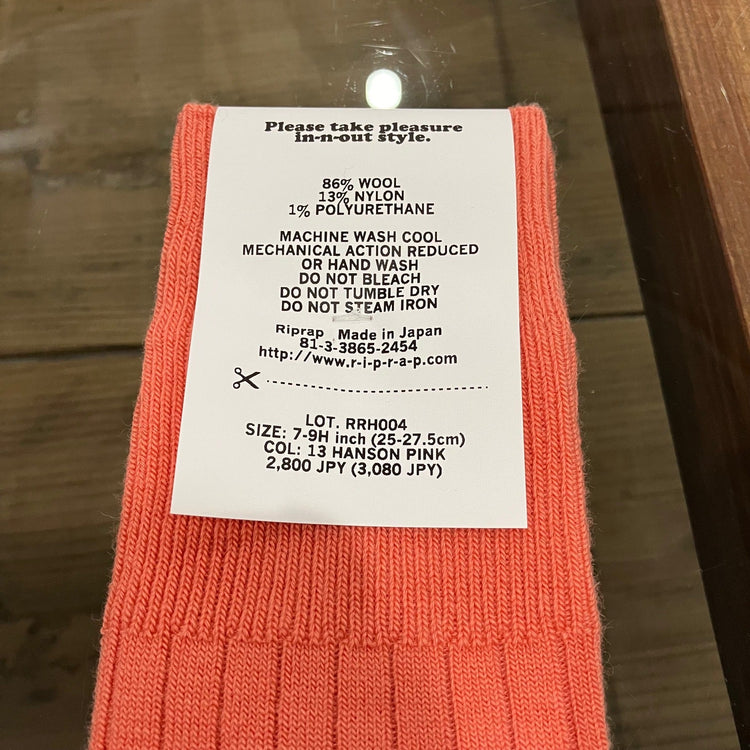 Please take pleasure
in-n-out style.
86% WOOL
13% NYLON
1% POLYURETHANE
MACHINE WASH COOL
MECHANICAL ACTION REDUCED
OR HAND WASH
DO NOT BLEACH
DO NOT TUMBLE DRY
DO NOT STEAM IRON
Riprap Made in Japan
81-3-3865-2454
http://www.r-i-p-r-a-p.com
LOT. RRH004
SIZE: 7-9H inch (25-27.5cm)
COL: 13 HANSON PINK
2,800 JPY (3,080 JPY)